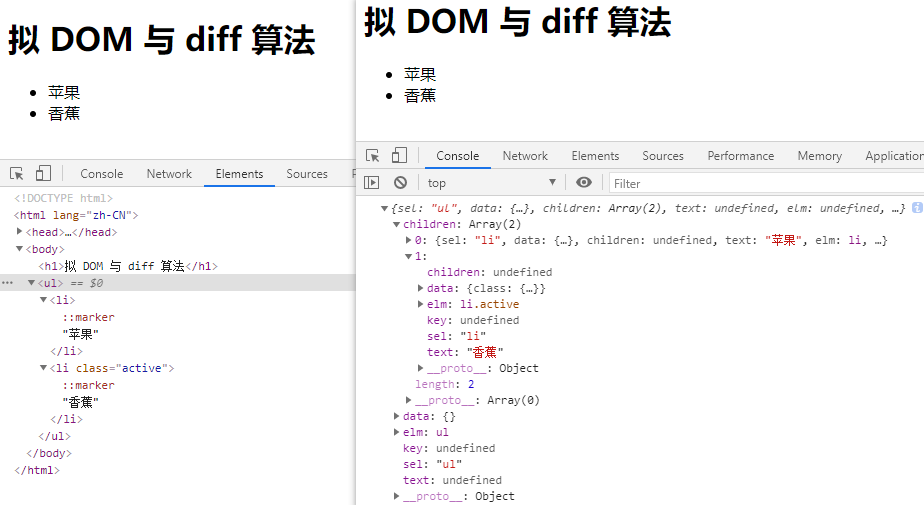 拟 DOM 与 diff 算法
苹果
香蕉
Console Network Elements Sources
<!DOCTYPE html>
<html lang="zh-CN">
<head>…</head>
<body>
<h1>拟 DOM 与 diff 算法</h1>
<ul> == $0
<li>
::marker
"苹果"
</li>
<li class="active">
::marker
"香蕉"
</li>
</ul>
</body>
</html>
拟 DOM 与 diff 算法
苹果
香蕉
Console Network Elements Sources Performance Memory Application
top Filter
{sel: "ul", data: {…}, children: Array(2), text: undefined, elm: undefined, …}
children: Array(2)
0: {sel: "li", data: {…}, children: undefined, text: "苹果", elm: li, …}
1:
children: undefined
data: {class: {…}}
elm: li.active
key: undefined
sel: "li"
text: "香蕉"
__proto__: Object
length: 2
__proto__: Array(0)
data: {}
elm: ul
key: undefined
sel: "ul"
text: undefined
__proto__: Object